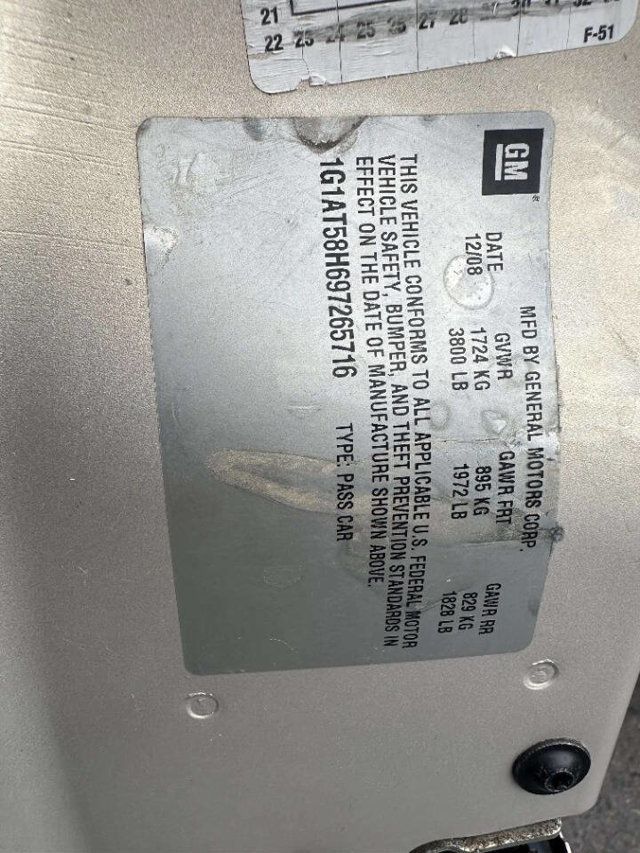 21
22 23 24 25 26 27 28
F-51
GM
MFD BY GENERAL MOTORS CORP.
DATE GVWR GAWR FRT GAWR RR
12/08 1724 KG 895 KG 829 KG
3800 LB 1972 LB 1828 LB
THIS VEHICLE CONFORMS TO ALL APPLICABLE U.S. FEDERAL MOTOR
VEHICLE SAFETY, BUMPER, AND THEFT PREVENTION STANDARDS IN
EFFECT ON THE DATE OF MANUFACTURE SHOWN ABOVE.
1G1AT58H697265716 TYPE: PASS CAR